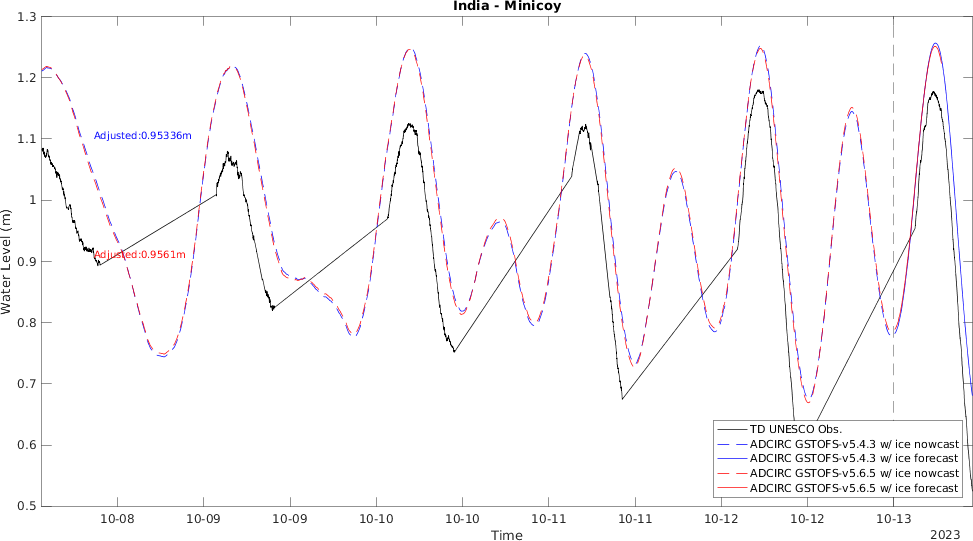 India - Minicoy
1.3
1.2
1.1
1
0.9
0.8
0.7
0.6
0.5
Water Level (m)
Adjusted:0.95336m
Adjusted:0.9561m
TD UNESCO Obs.
ADCIRC GSTOFS-v5.4.3 w/ ice nowcast
ADCIRC GSTOFS-v5.4.3 w/ ice forecast
ADCIRC GSTOFS-v5.6.5 w/ ice nowcast
ADCIRC GSTOFS-v5.6.5 w/ ice forecast
10-08 10-09 10-09 10-10 10-10 10-11 10-11 10-12 10-12 10-13
Time
2023